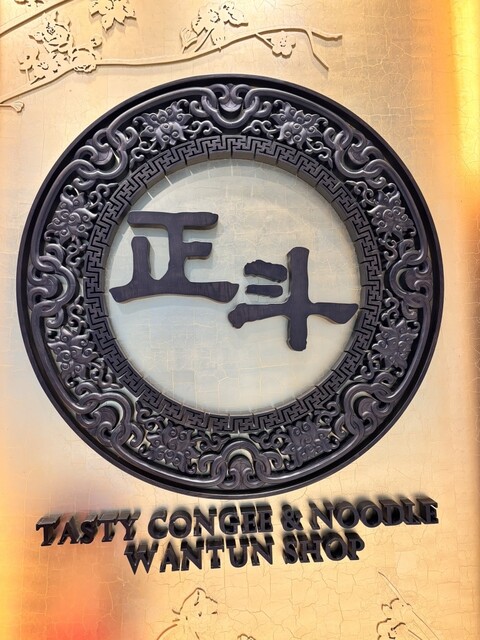 正斗
TASTY CONGEE & NOODLE
WANTUN SHOP